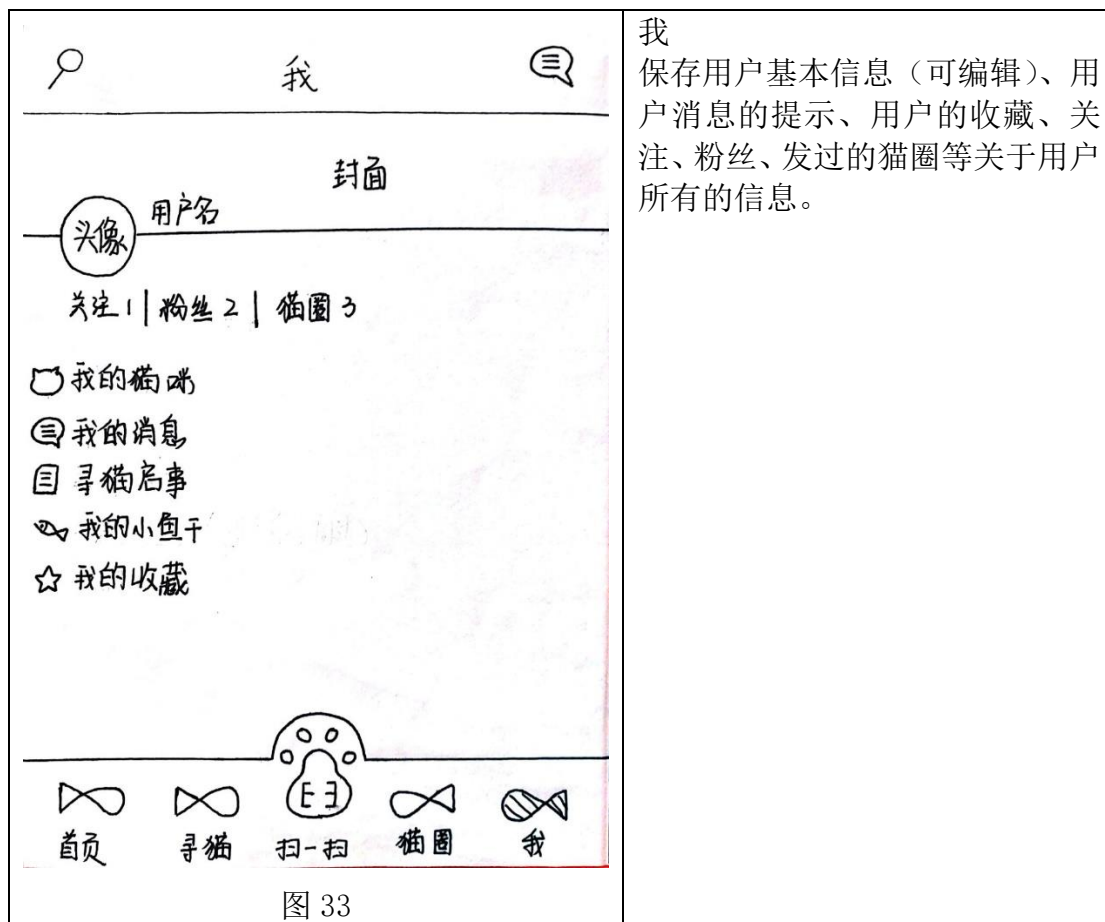 我
封面
用户名
头像
关注1|粉丝2|猫圈3
我的猫咪
我的消息
寻猫启事
我的小鱼干
我的收藏
首页 寻猫 扫一扫 猫圈 我
图 33
我
保存用户基本信息（可编辑）、用
户消息的提示、用户的收藏、关
注、粉丝、发过的猫圈等关于用户
所有的信息。